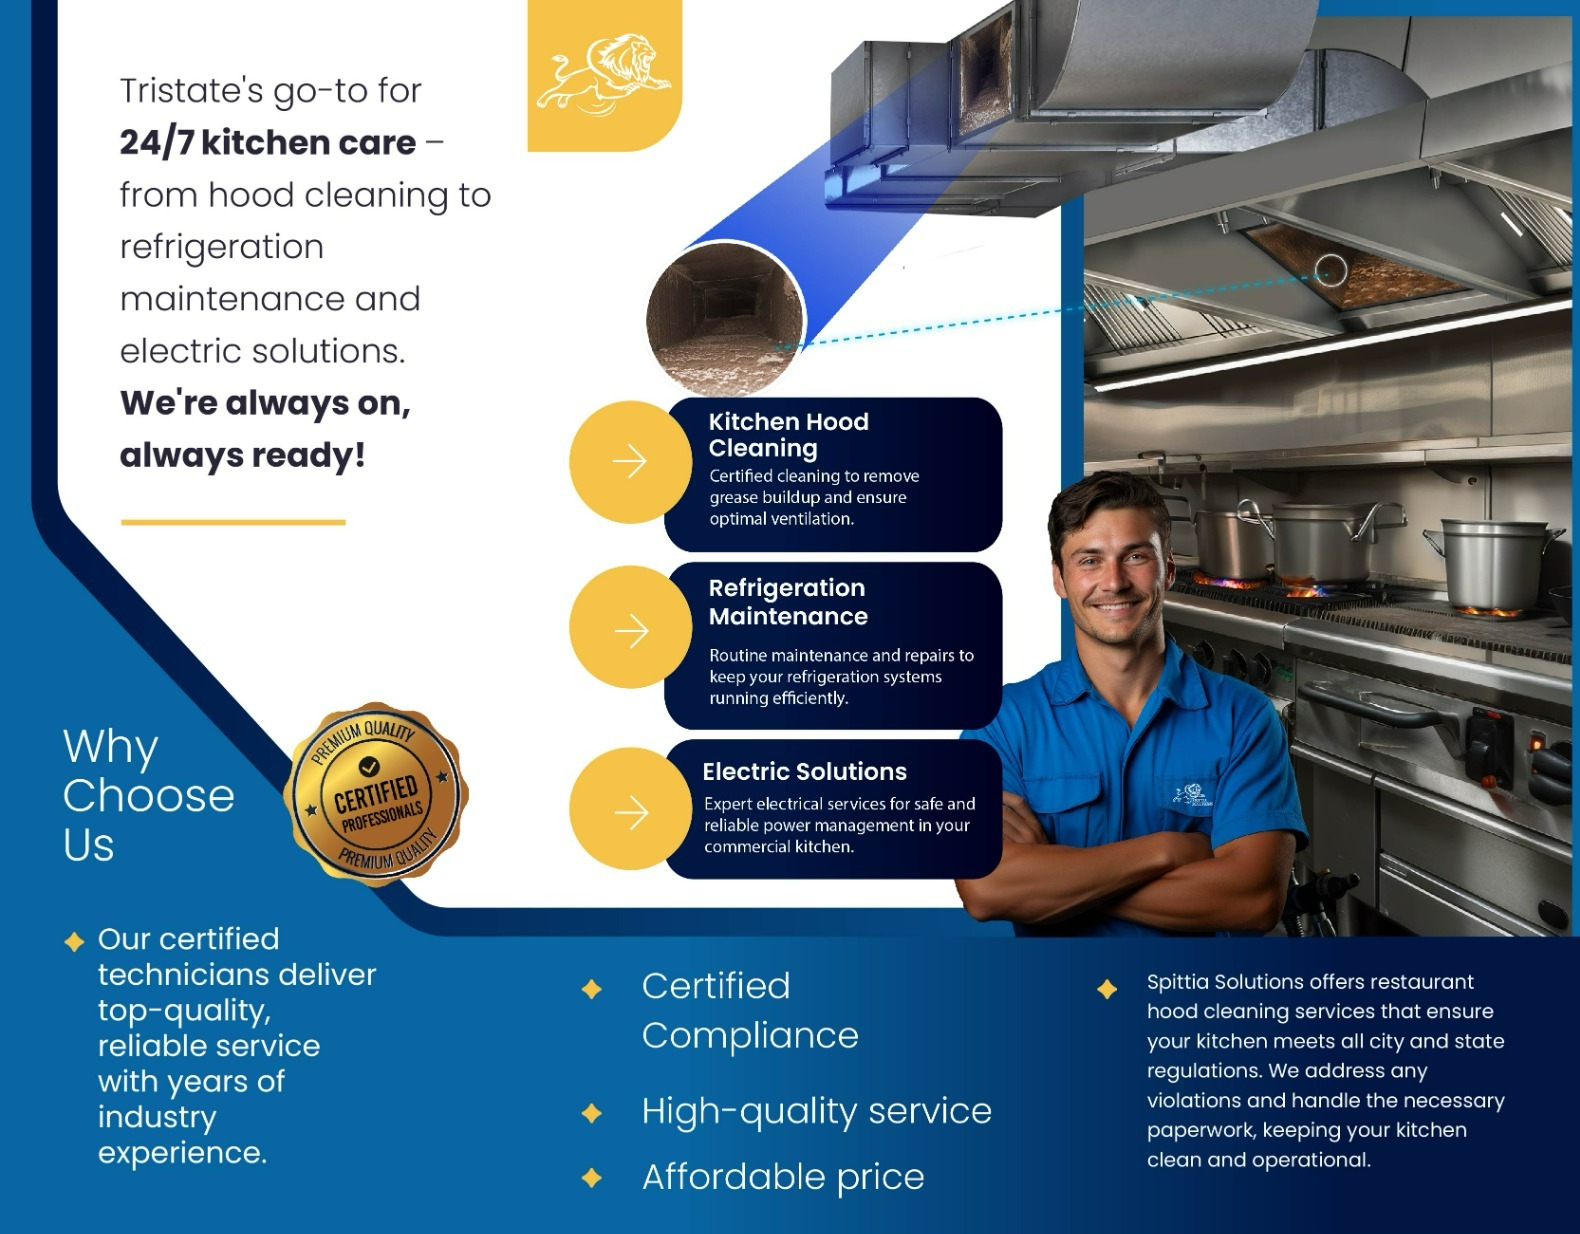 Tristate's go-to for
24/7 kitchen care –
from hood cleaning to
refrigeration
maintenance and
electric solutions.
We're always on,
always ready!
Kitchen Hood
Cleaning
Certified cleaning to remove
grease buildup and ensure
optimal ventilation.
Refrigeration
Maintenance
Routine maintenance and repairs to
keep your refrigeration systems
running efficiently.
Electric Solutions
Expert electrical services for safe and
reliable power management in your
commercial kitchen.
Why
Choose
Us
PREMIUM QUALITY
CERTIFIED
PROFESSIONALS
PREMIUM QUALITY
Our certified
technicians deliver
top-quality,
reliable service
with years of
industry
experience.
Certified
Compliance
High-quality service
Affordable price
Spittia Solutions offers restaurant
hood cleaning services that ensure
your kitchen meets all city and state
regulations. We address any
violations and handle the necessary
paperwork, keeping your kitchen
clean and operational.